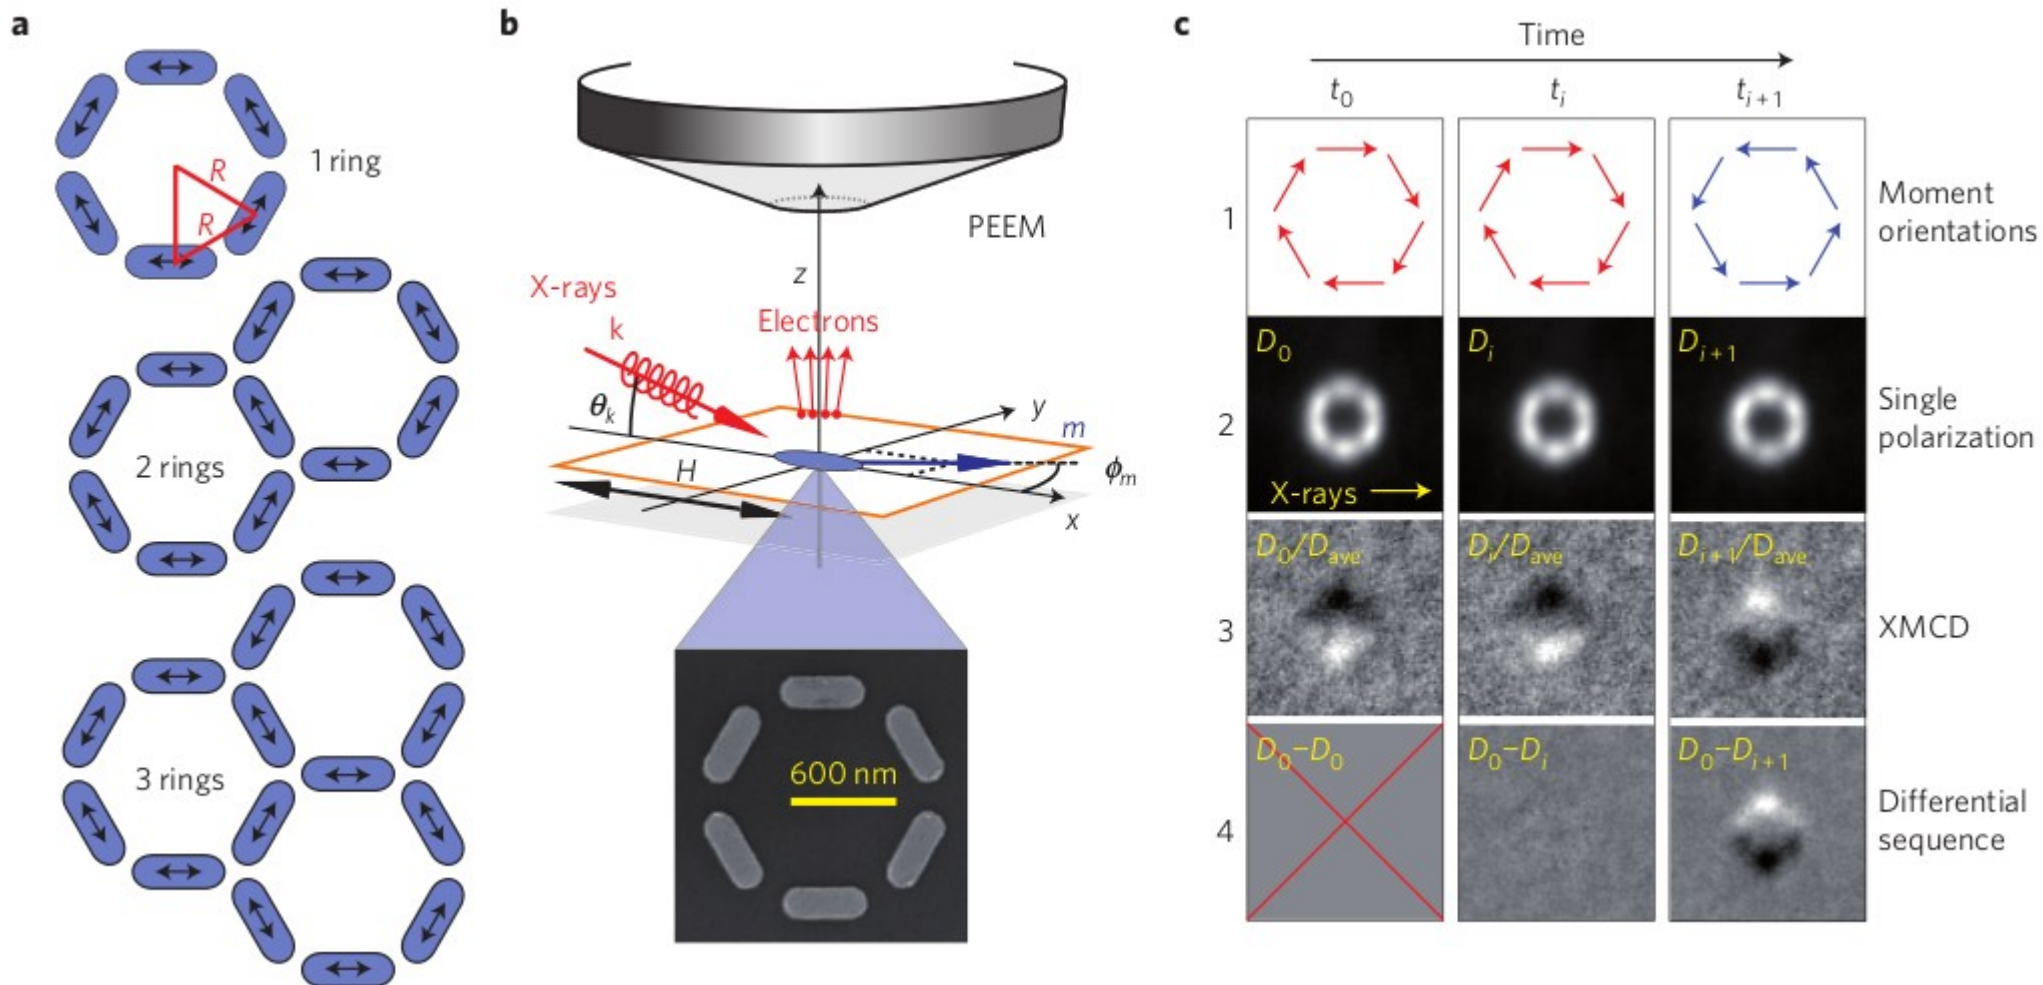 a
1 ring
R
R
2 rings
3 rings
b
PEEM
z
X-rays
k
Electrons
θk
y
m
H
ϕm
x
600 nm
c
Time
t0
ti
ti+1
1
Moment
orientations
D0
Di
Di+1
2
Single
polarization
X-rays
D0/Dave
Di/Dave
Di+1/Dave
3
XMCD
D0–D0
D0–Di
D0–Di+1
4
Differential
sequence